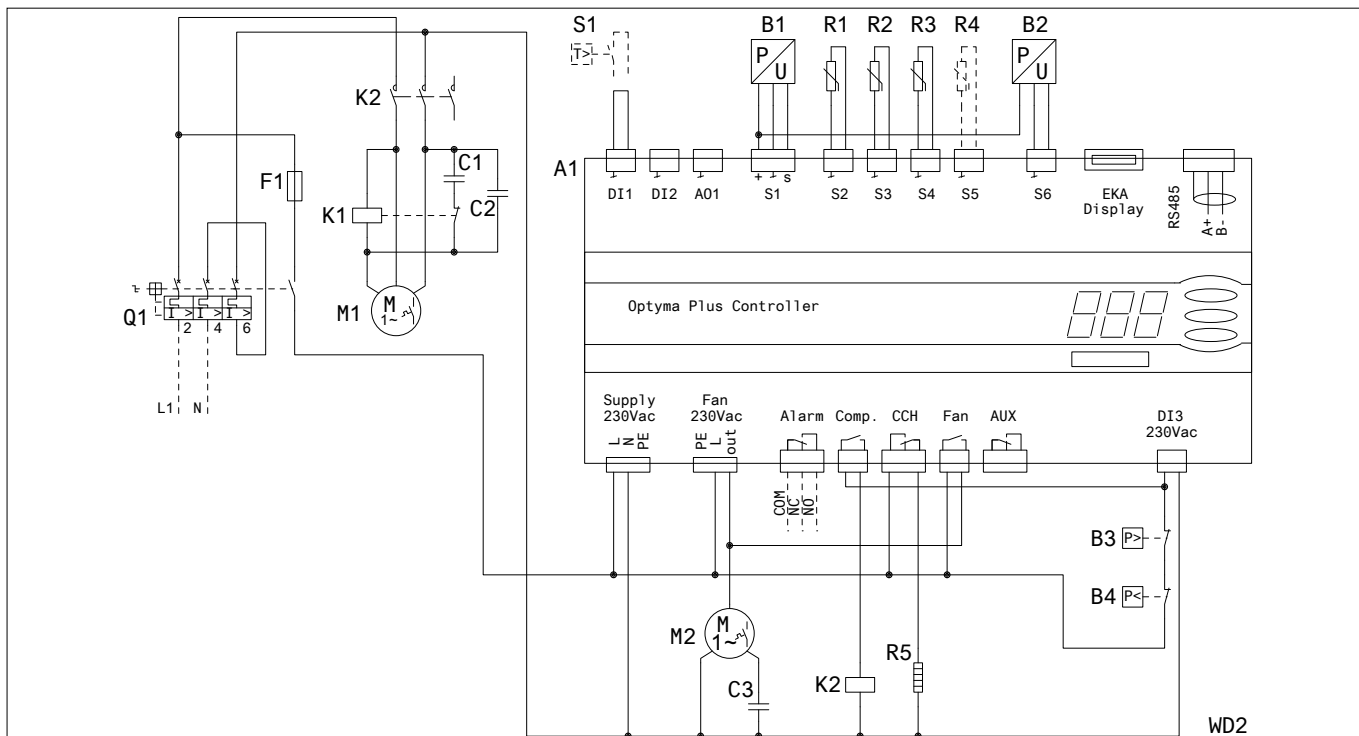 S1 B1 R1 R2 R3 R4 B2
T> P U P U
K2
A1
C1
F1
DI1 DI2 AO1 + - s S1 S2 S3 S4 S5 S6 EKA Display RS485 A+ B-
K1 C2
M 1~
M1
Optyma Plus Controller
Q1
I > I > I >
2 4 6
L1 N
Supply 230Vac
Fan 230Vac
Alarm Comp. CCH Fan AUX
DI3 230Vac
L N PE
PE L out
COM NC NO
B3 P>
B4 P<
M2
M 1~
R5
C3
K2
WD2